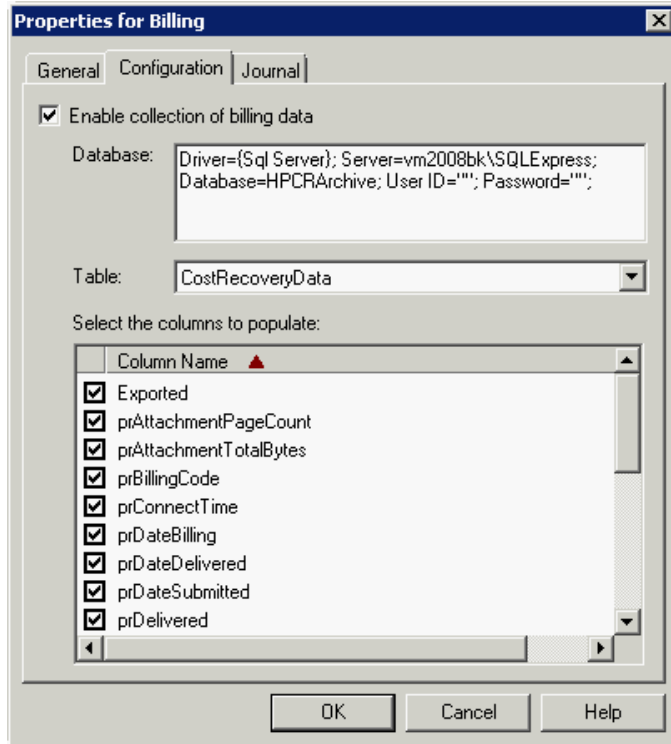 Properties for Billing
General Configuration Journal
Enable collection of billing data
Database: Driver={Sql Server}; Server=vm2008bk\SQLExpress;
Database=HPCRArchive; User ID=""; Password="";
Table: CostRecoveryData
Select the columns to populate:
Column Name
Exported
prAttachmentPageCount
prAttachmentTotalBytes
prBillingCode
prConnectTime
prDateBilling
prDateDelivered
prDateSubmitted
prDelivered
OK Cancel Help